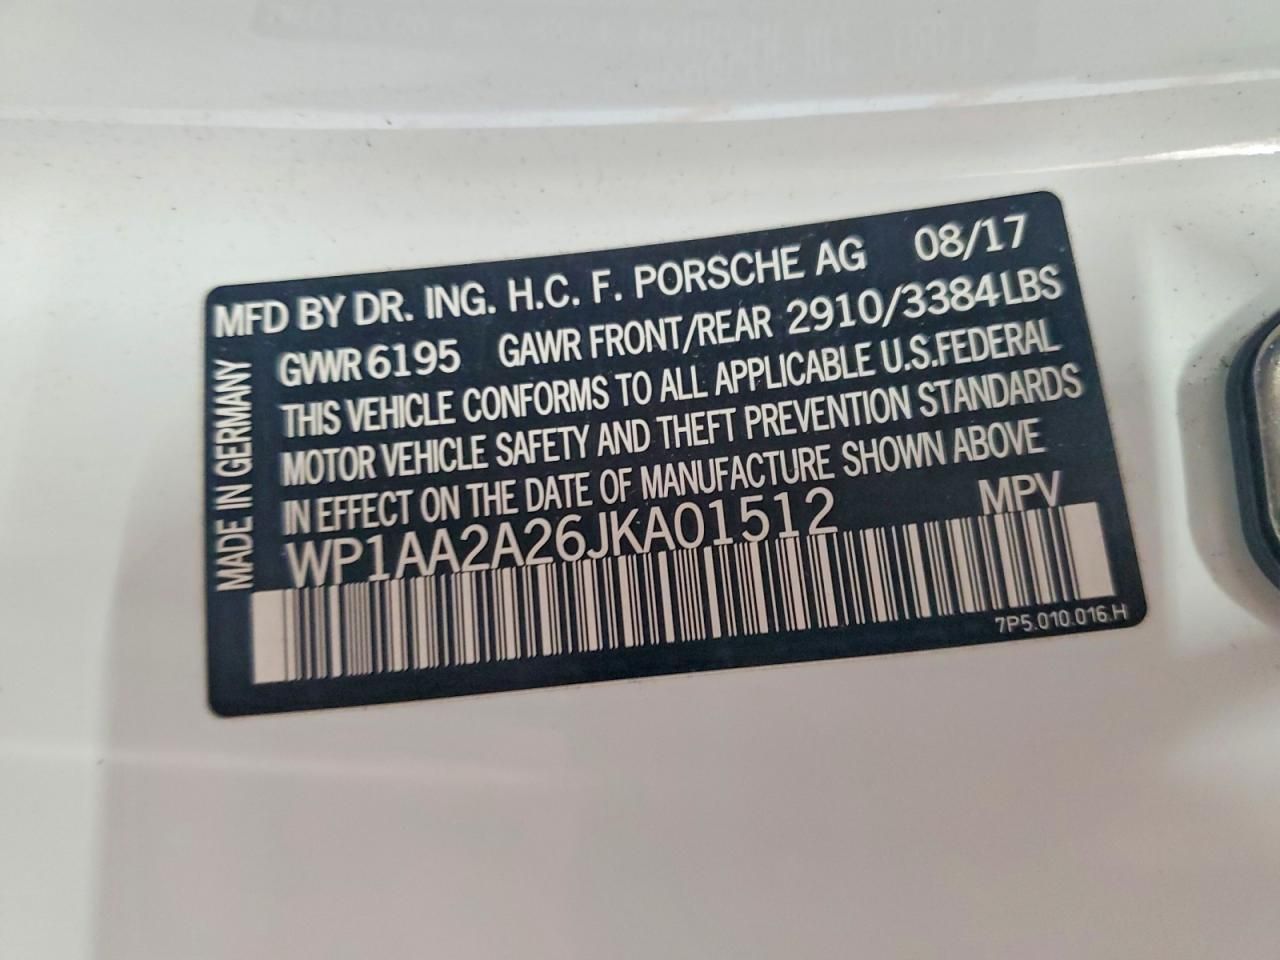 MFD BY DR. ING. H.C. F. PORSCHE AG 08/17
GVWR 6195 GAWR FRONT/REAR 2910/3384LBS
THIS VEHICLE CONFORMS TO ALL APPLICABLE U.S.FEDERAL
MOTOR VEHICLE SAFETY AND THEFT PREVENTION STANDARDS
IN EFFECT ON THE DATE OF MANUFACTURE SHOWN ABOVE
WP1AA2A26JKA01512 MPV
7P5.010.016.H
MADE IN GERMANY